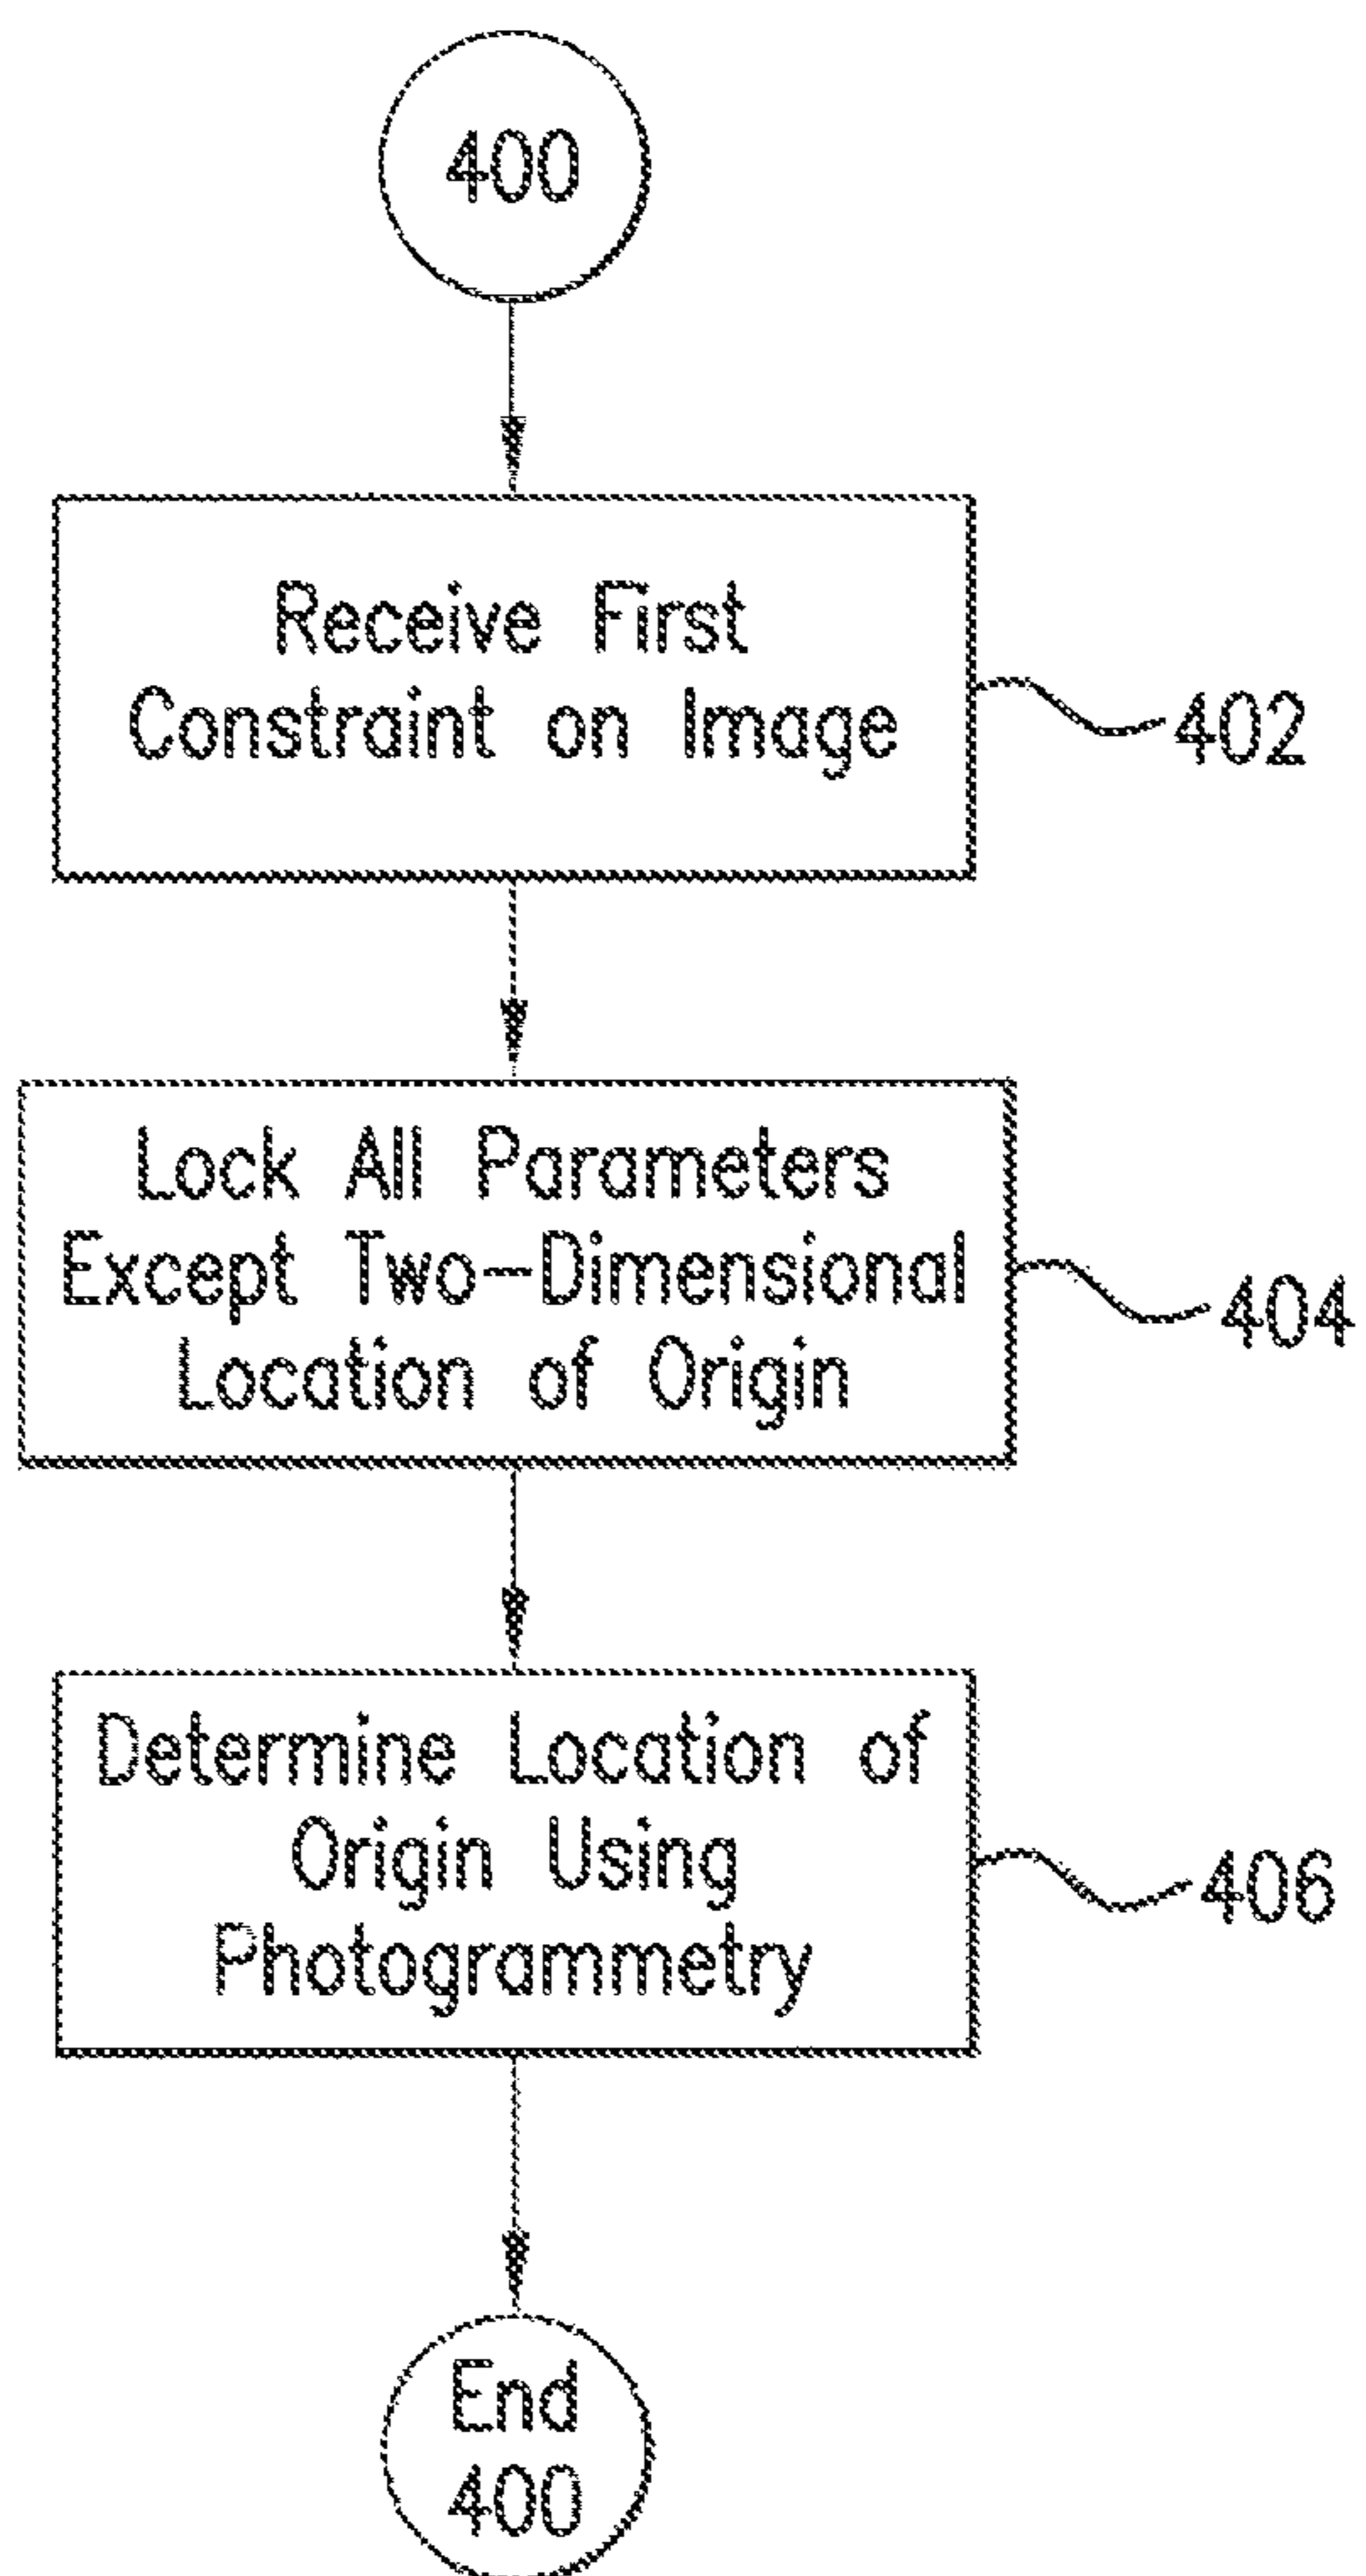 400
Receive First
Constraint on Image
402
Lock All Parameters
Except Two-Dimensional
Location of Origin
404
Determine Location of
Origin Using
Photogrammetry
406
End
400